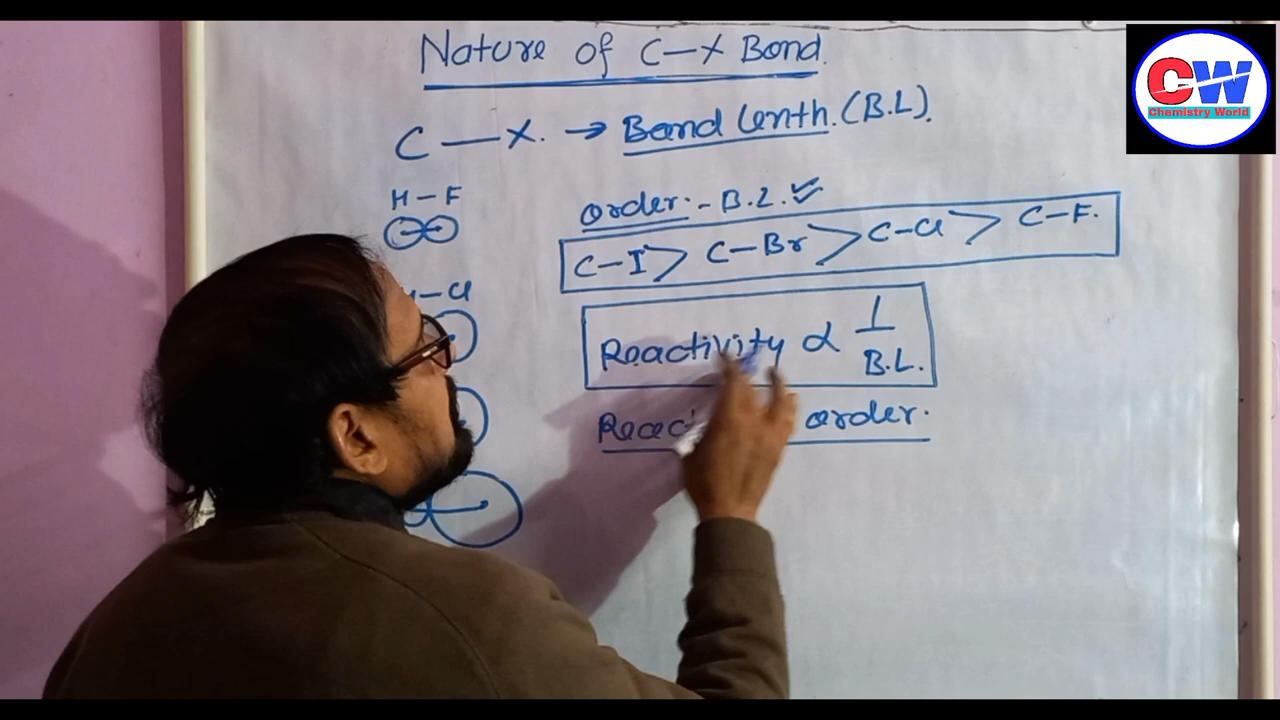 Nature of C-X Bond.
CW
Chemistry World
C — X. → Bond Lenth. (B.L).
H-F
order:- B.L.
C-I > C-Br > C-Cl > C-F.
-Cl
Reactivity ∝ 1
B.L.
order.